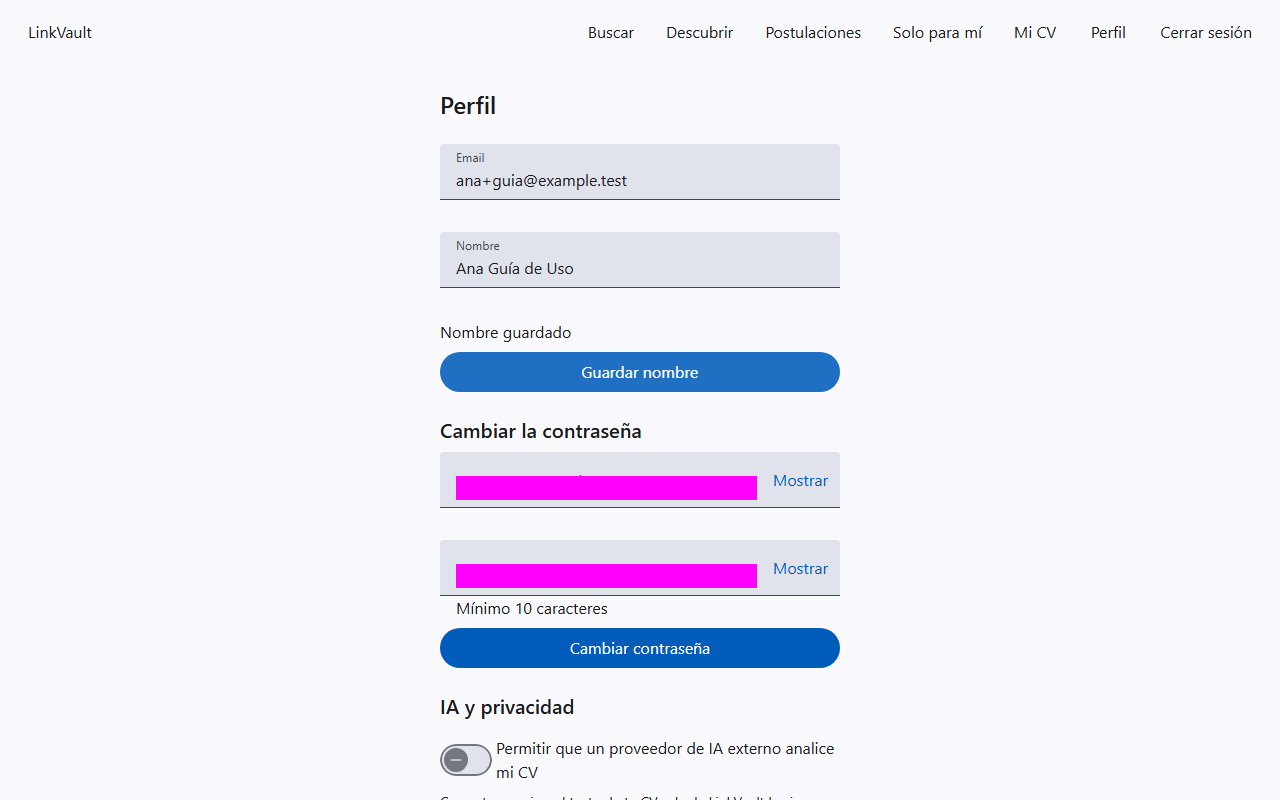 LinkVault
Buscar
Descubrir
Postulaciones
Solo para mí
Mi CV
Perfil
Cerrar sesión
Perfil
Email
ana+guia@example.test
Nombre
Ana Guía de Uso
Nombre guardado
Guardar nombre
Cambiar la contraseña
Mostrar
Mostrar
Mínimo 10 caracteres
Cambiar contraseña
IA y privacidad
Permitir que un proveedor de IA externo analice
mi CV